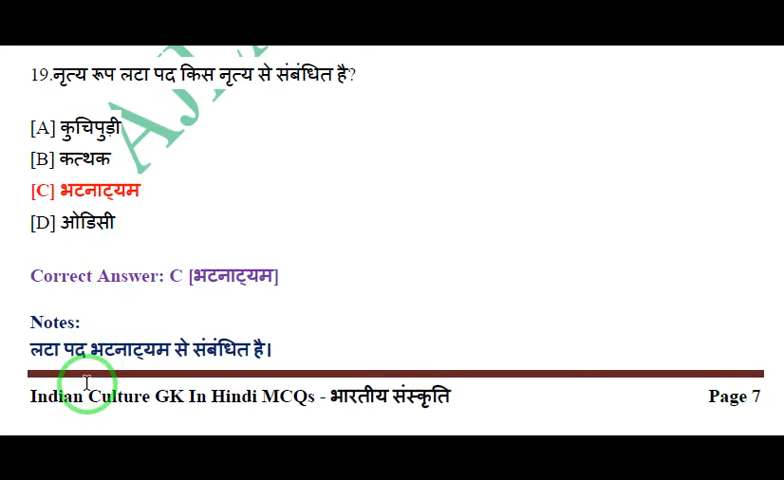 19.नृत्य रूप लटा पद किस नृत्य से संबंधित है?
[A] कुचिपुड़ी
[B] कत्थक
[C] भटनाट्यम
[D] ओडिसी
Correct Answer: C [भटनाट्यम]
Notes:
लटा पद भटनाट्यम से संबंधित है।
Indian Culture GK In Hindi MCQs - भारतीय संस्कृति Page 7